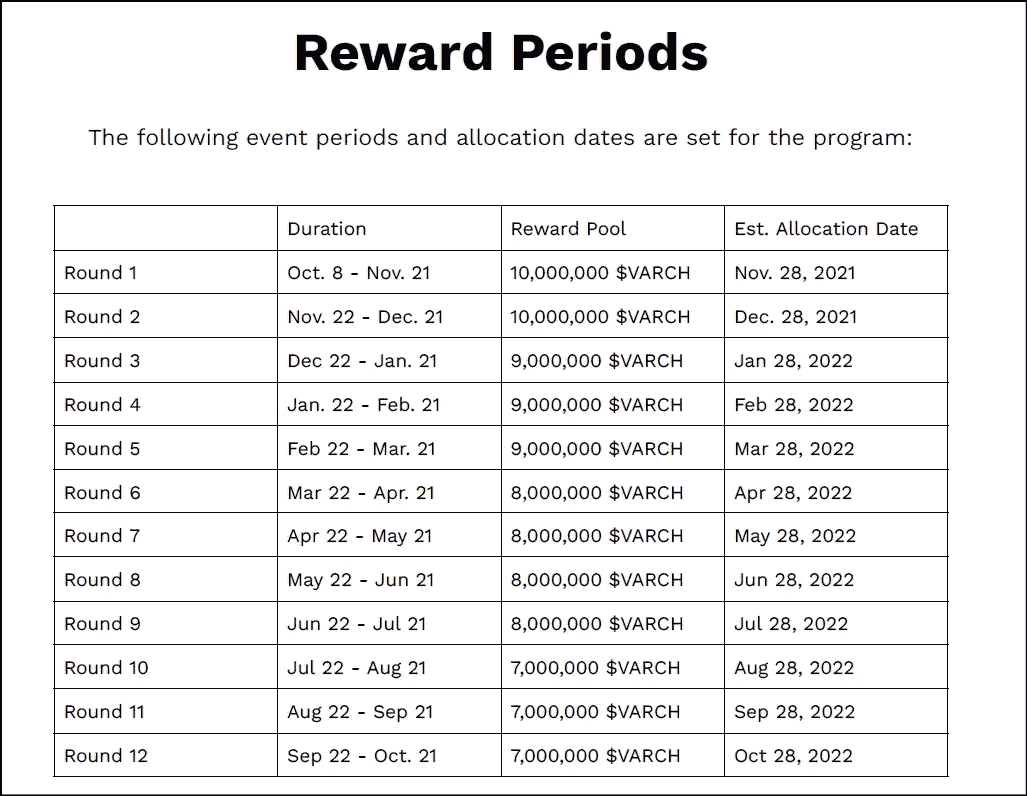 Reward Periods
The following event periods and allocation dates are set for the program:
Duration Reward Pool Est. Allocation Date
Round 1 Oct. 8 - Nov. 21 10,000,000 $VARCH Nov. 28, 2021
Round 2 Nov. 22 - Dec. 21 10,000,000 $VARCH Dec. 28, 2021
Round 3 Dec 22 - Jan. 21 9,000,000 $VARCH Jan 28, 2022
Round 4 Jan. 22 - Feb. 21 9,000,000 $VARCH Feb 28, 2022
Round 5 Feb 22 - Mar. 21 9,000,000 $VARCH Mar 28, 2022
Round 6 Mar 22 - Apr. 21 8,000,000 $VARCH Apr 28, 2022
Round 7 Apr 22 - May 21 8,000,000 $VARCH May 28, 2022
Round 8 May 22 - Jun 21 8,000,000 $VARCH Jun 28, 2022
Round 9 Jun 22 - Jul 21 8,000,000 $VARCH Jul 28, 2022
Round 10 Jul 22 - Aug 21 7,000,000 $VARCH Aug 28, 2022
Round 11 Aug 22 - Sep 21 7,000,000 $VARCH Sep 28, 2022
Round 12 Sep 22 - Oct. 21 7,000,000 $VARCH Oct 28, 2022